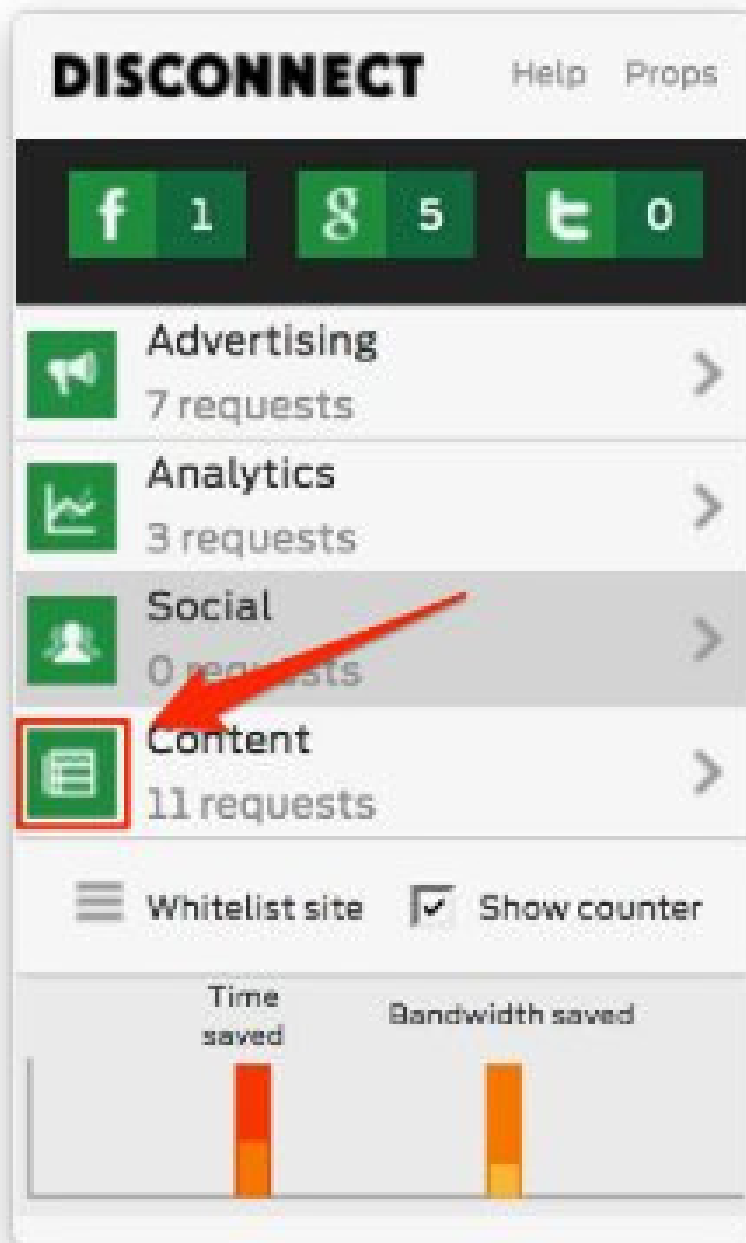 DISCONNECT Help Props
f 1 g 5 t 0
Advertising
7 requests
Analytics
3 requests
Social
0 requests
Content
11 requests
Whitelist site Show counter
Time
saved
Bandwidth saved